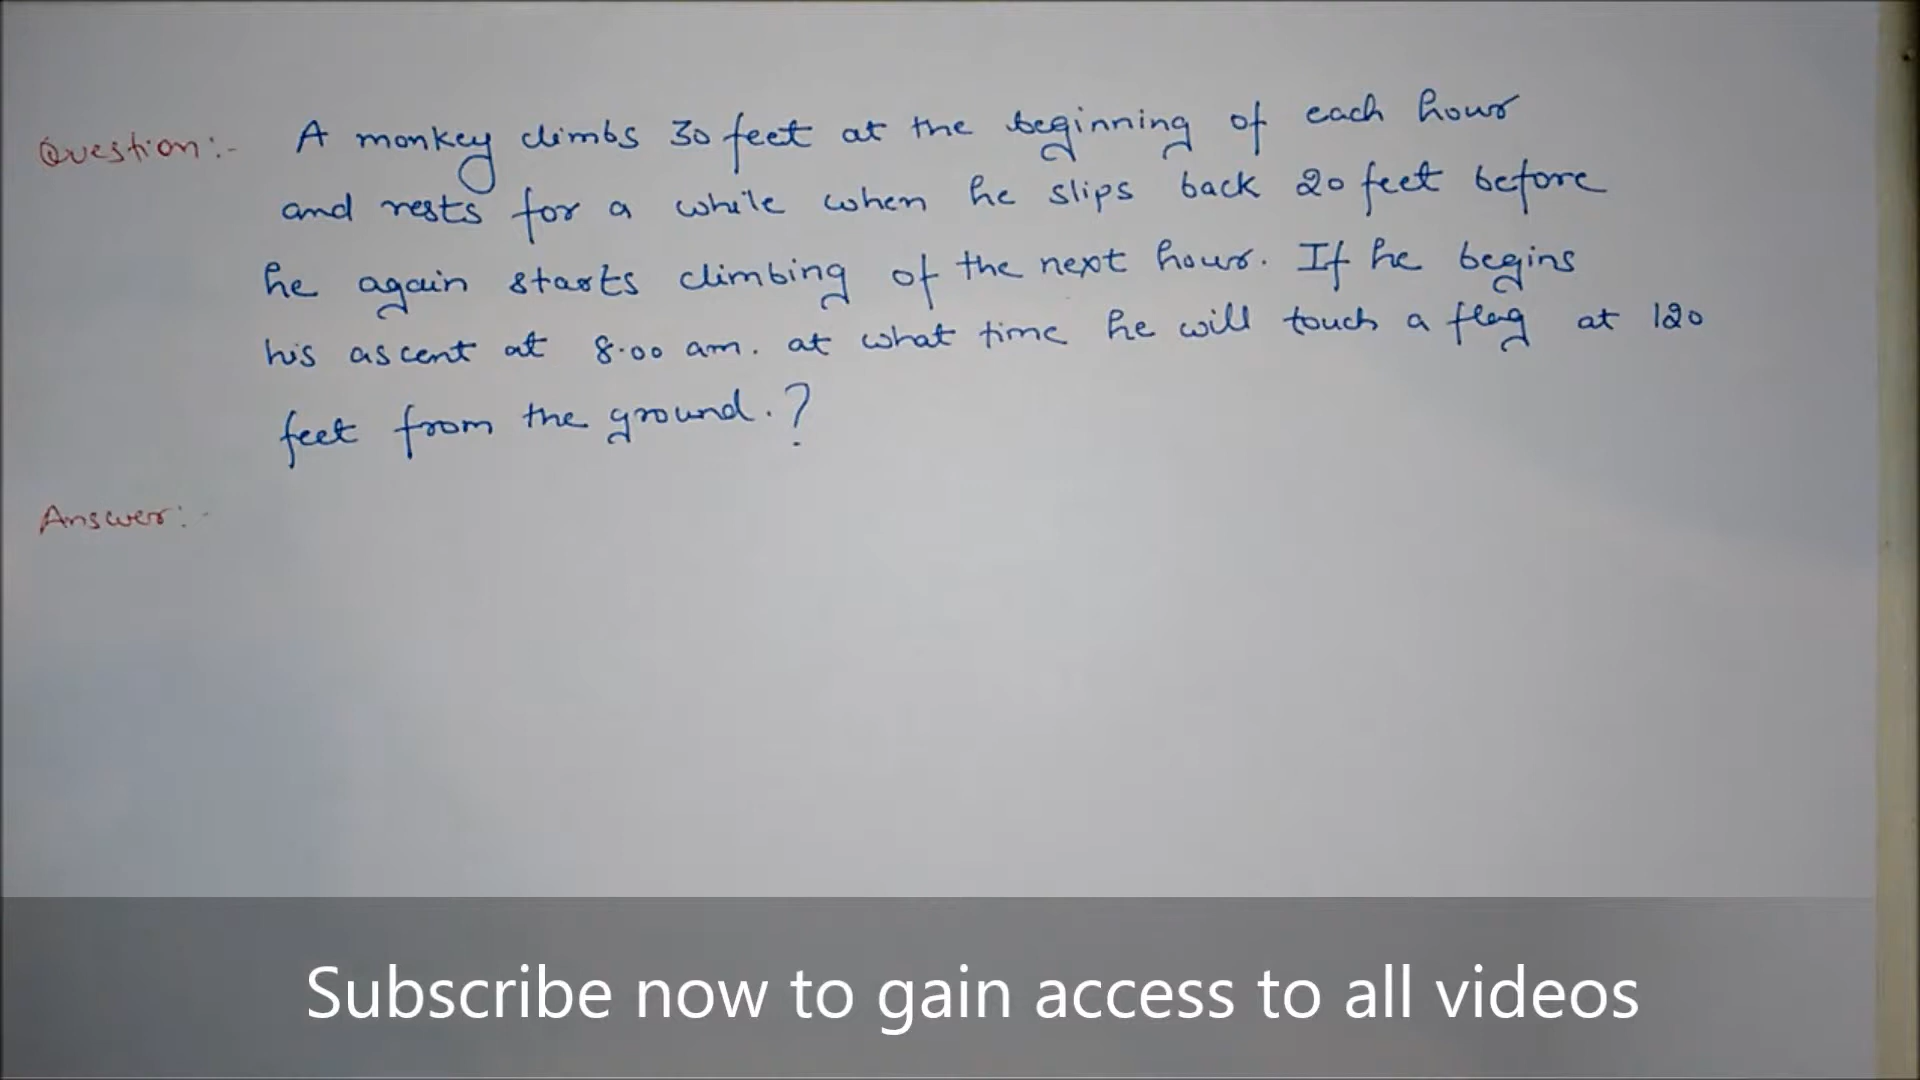 Question:- A monkey climbs 30 feet at the beginning of each hour
and rests for a while when he slips back 20 feet before
he again starts climbing of the next hour. If he begins
his ascent at 8.00 am. at what time he will touch a flag at 120
feet from the ground.?
Answer:-
Subscribe now to gain access to all videos